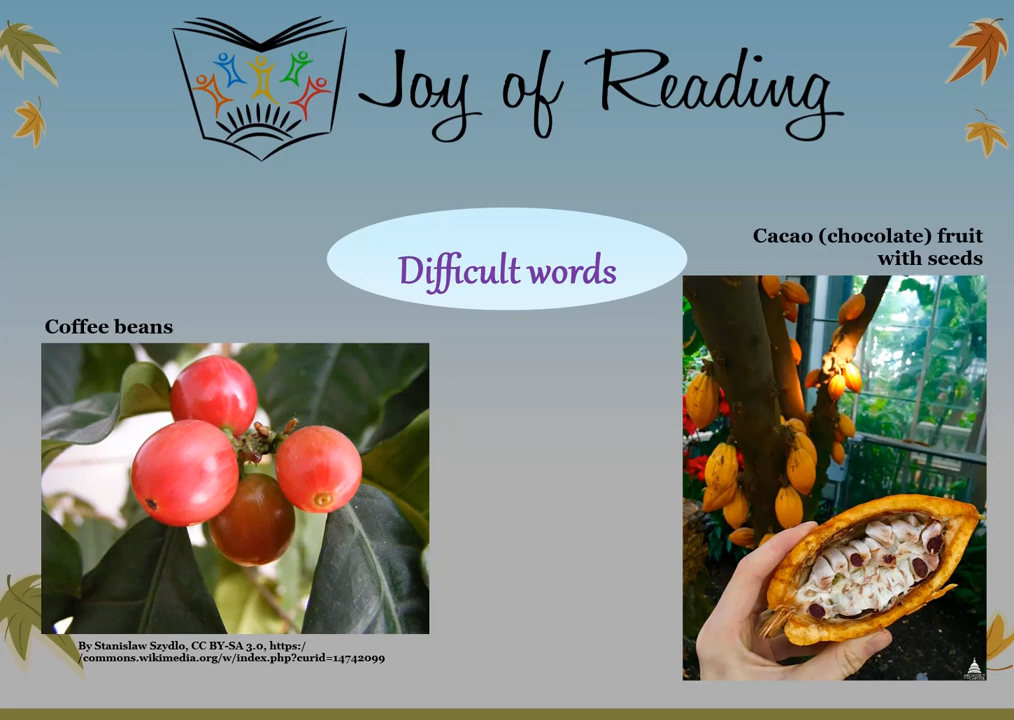 Joy of Reading
Difficult words
Cacao (chocolate) fruit
with seeds
Coffee beans
By Stanislaw Szydlo, CC BY-SA 3.0, https:/
/commons.wikimedia.org/w/index.php?curid=14742099